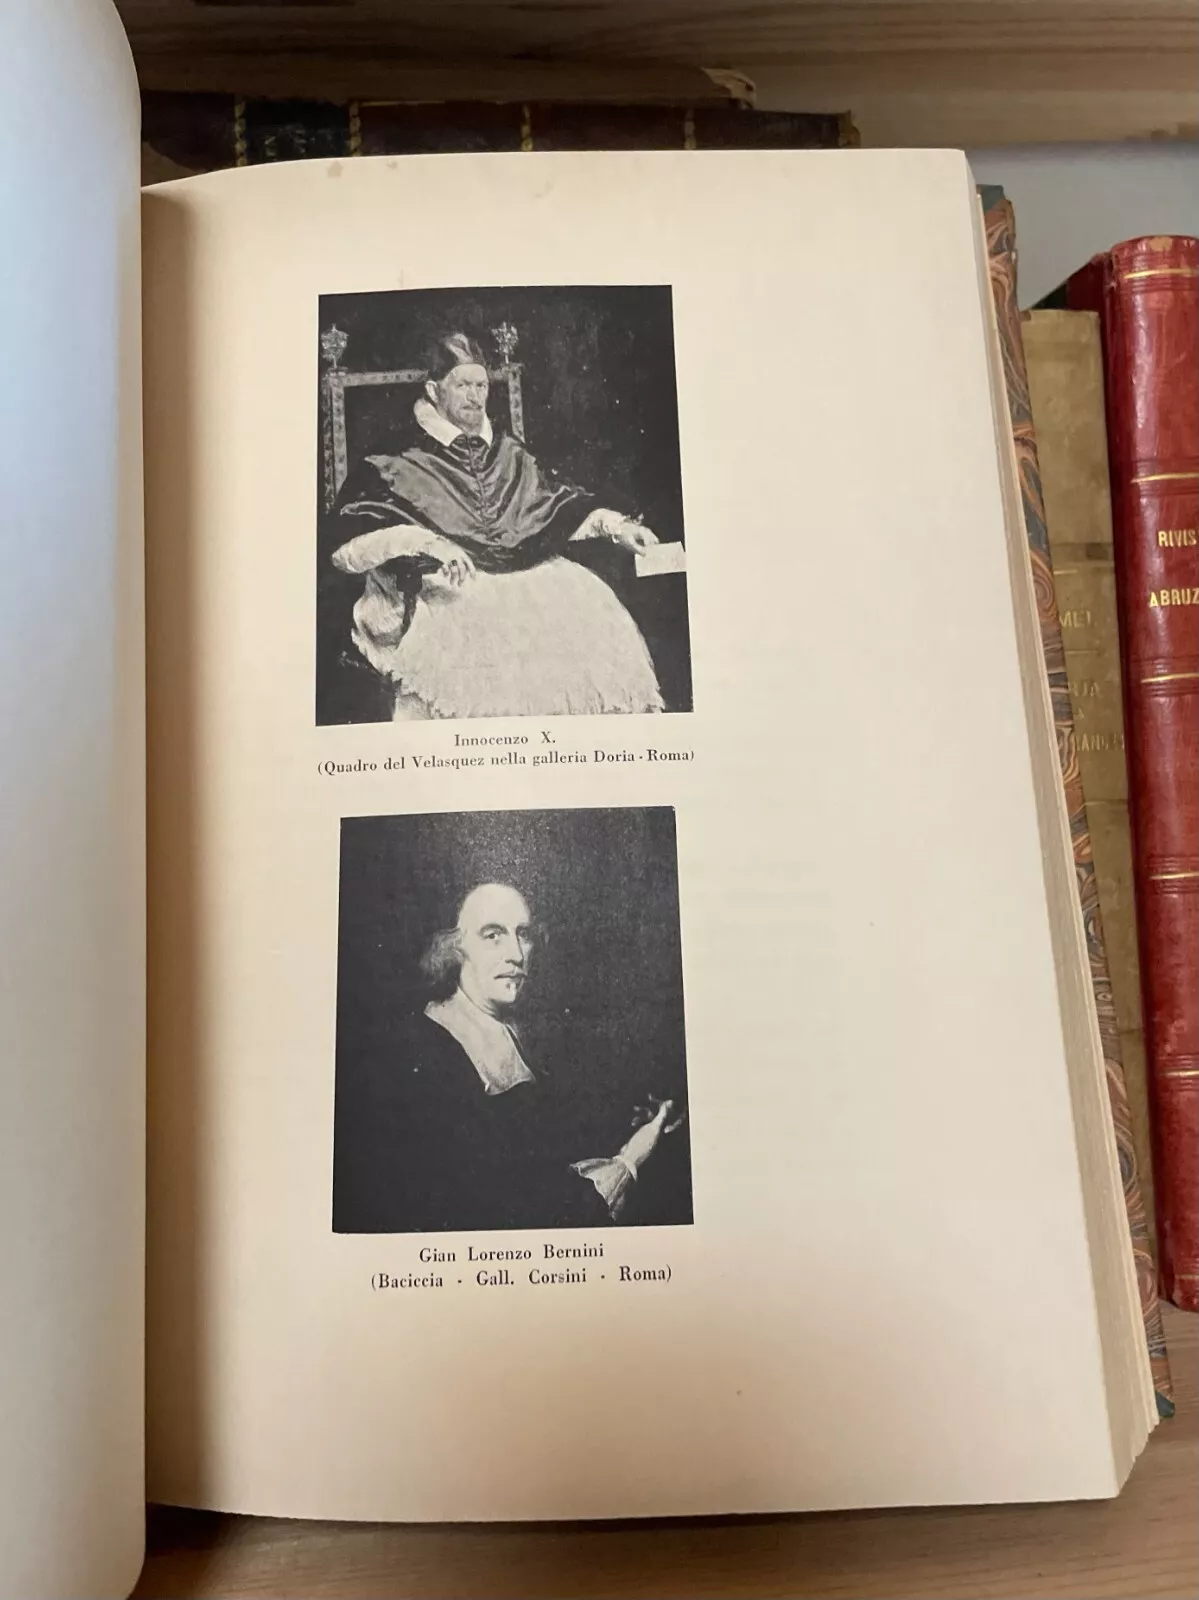 Innocenzo X.
(Quadro del Velasquez nella galleria Doria - Roma)
Gian Lorenzo Bernini
(Baciccia - Gall. Corsini - Roma)
RIVIS
ABRUZ